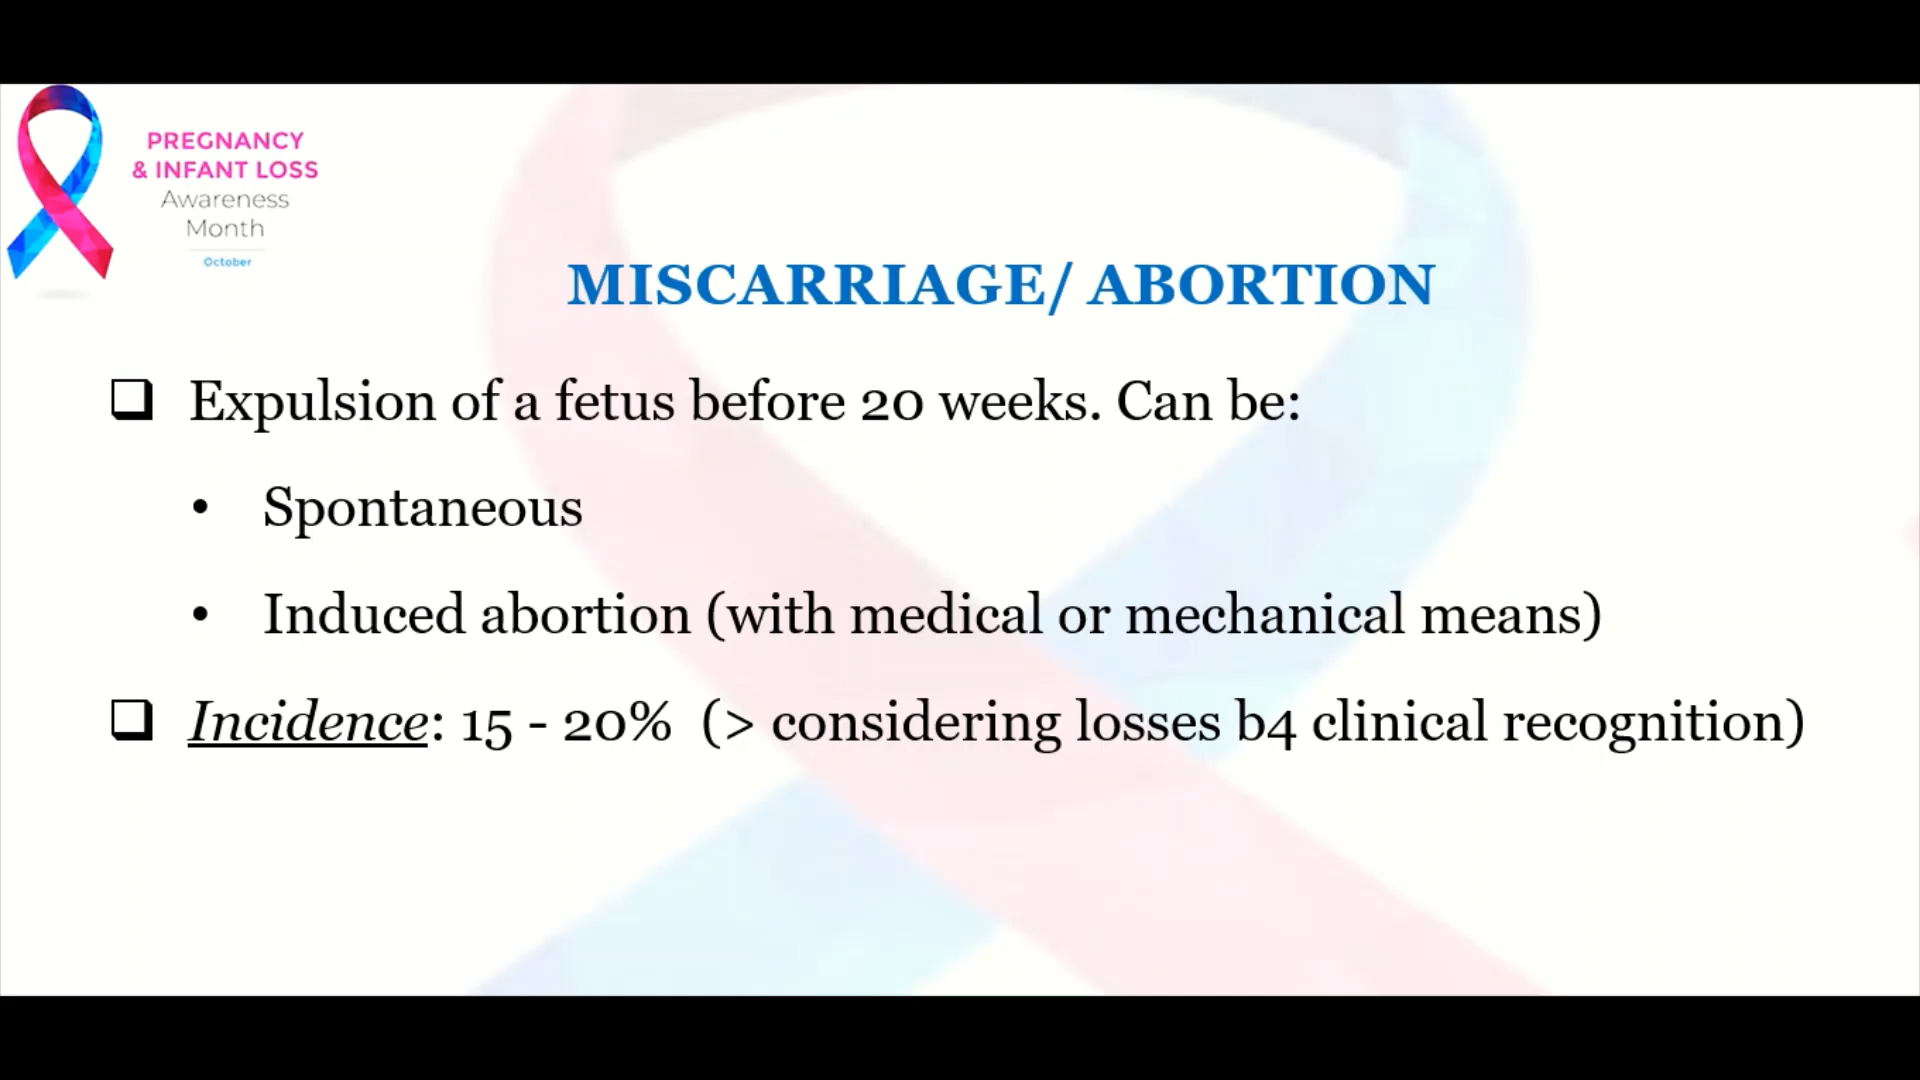 PREGNANCY
& INFANT LOSS
Awareness
Month
October
MISCARRIAGE/ ABORTION
❑ Expulsion of a fetus before 20 weeks. Can be:
• Spontaneous
• Induced abortion (with medical or mechanical means)
❑ Incidence: 15 - 20% (> considering losses b4 clinical recognition)